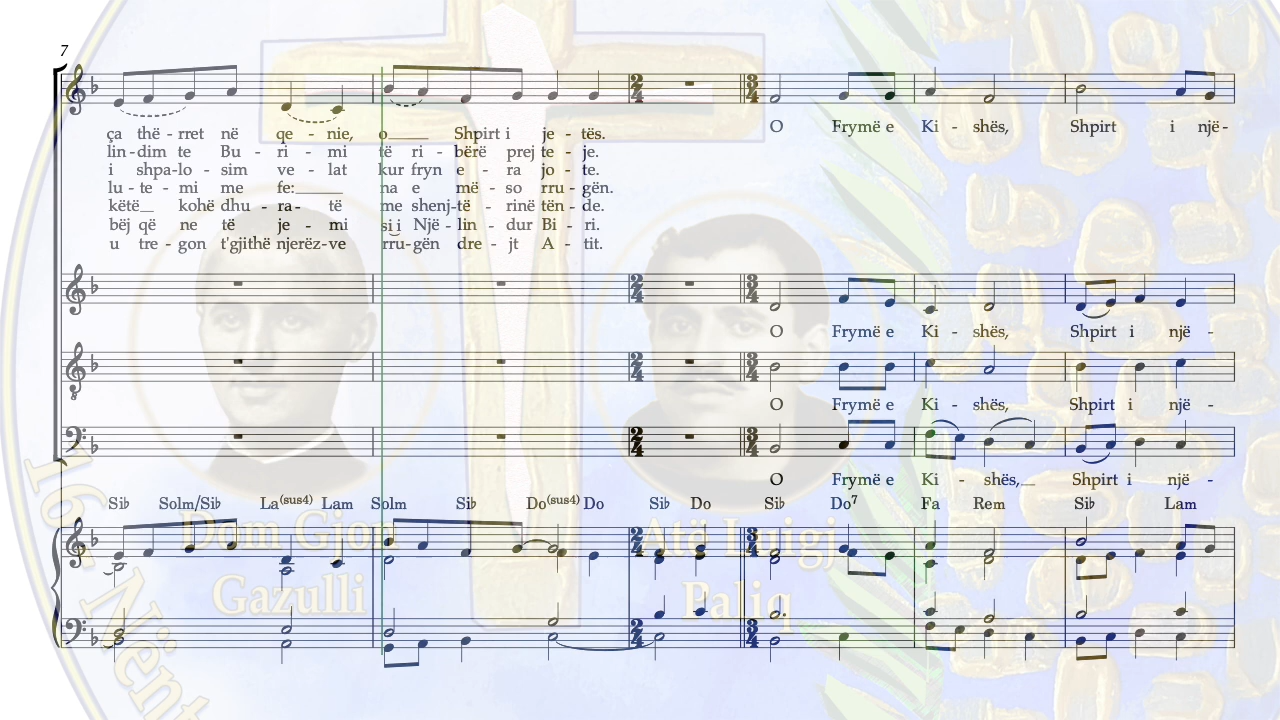 7
ça thë - rret në qe - nie, o____ Shpirt i je - tës.
lin - dim te Bu - ri - mi të ri - bërë prej te - je.
i shpa - lo - sim ve - lat kur fryn e - ra jo - te.
lu - te - mi me fe:____ na e më - so rru - gën.
këtë__ kohë dhu - ra - të me shenj - të - rinë tën - de.
bëj që ne të je - mi si i Një - lin - dur Bi - ri.
u tre - gon t'gjithë njerëz-ve rru - gën dre - jt A - tit.
O Frymë e Ki - shës, Shpirt i një -
O Frymë e Ki - shës, Shpirt i një -
O Frymë e Ki - shës, Shpirt i një -
O Frymë e Ki - shës,__ Shpirt i një -
Sib Solm/Sib La(sus4) Lam Solm Sib Do(sus4) Do Sib Do Sib Do7 Fa Rem Sib Lam
Dom Gjon
Gazulli
Atë Luigj
Paliq
16 - Nënt